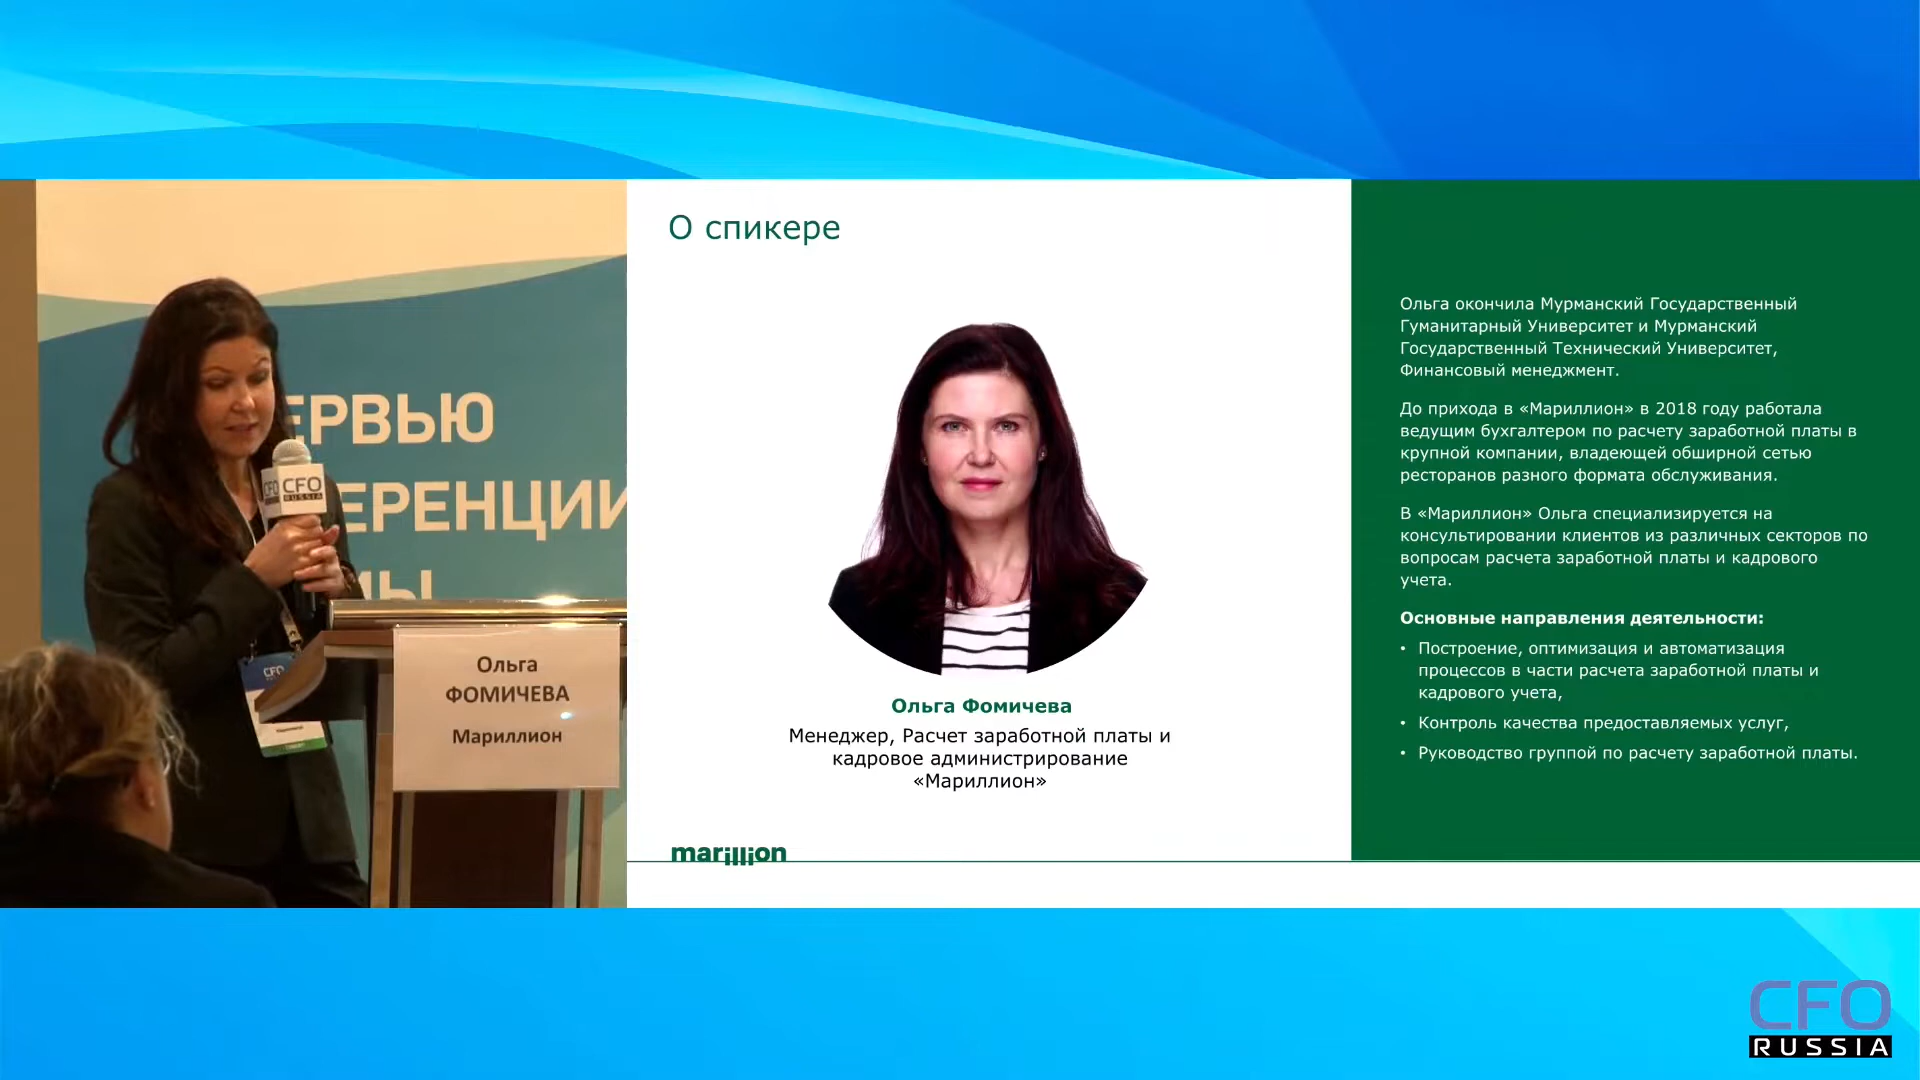 ЕРВЬЮ
ЕРЕНЦИИ
CFO CFO
RUSSIA
CFO
Ольга
ФОМИЧЕВА
Мариллион
О спикере
Ольга Фомичева
Менеджер, Расчет заработной платы и
кадровое администрирование
«Мариллион»
marillion
Ольга окончила Мурманский Государственный
Гуманитарный Университет и Мурманский
Государственный Технический Университет,
Финансовый менеджмент.
До прихода в «Мариллион» в 2018 году работала
ведущим бухгалтером по расчету заработной платы в
крупной компании, владеющей обширной сетью
ресторанов разного формата обслуживания.
В «Мариллион» Ольга специализируется на
консультировании клиентов из различных секторов по
вопросам расчета заработной платы и кадрового
учета.
Основные направления деятельности:
• Построение, оптимизация и автоматизация
процессов в части расчета заработной платы и
кадрового учета,
• Контроль качества предоставляемых услуг,
• Руководство группой по расчету заработной платы.
CFO
RUSSIA